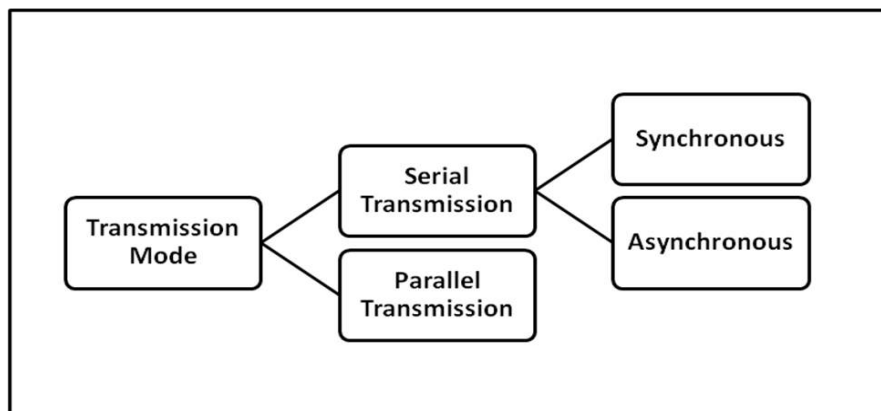 Transmission
Mode
Serial
Transmission
Parallel
Transmission
Synchronous
Asynchronous